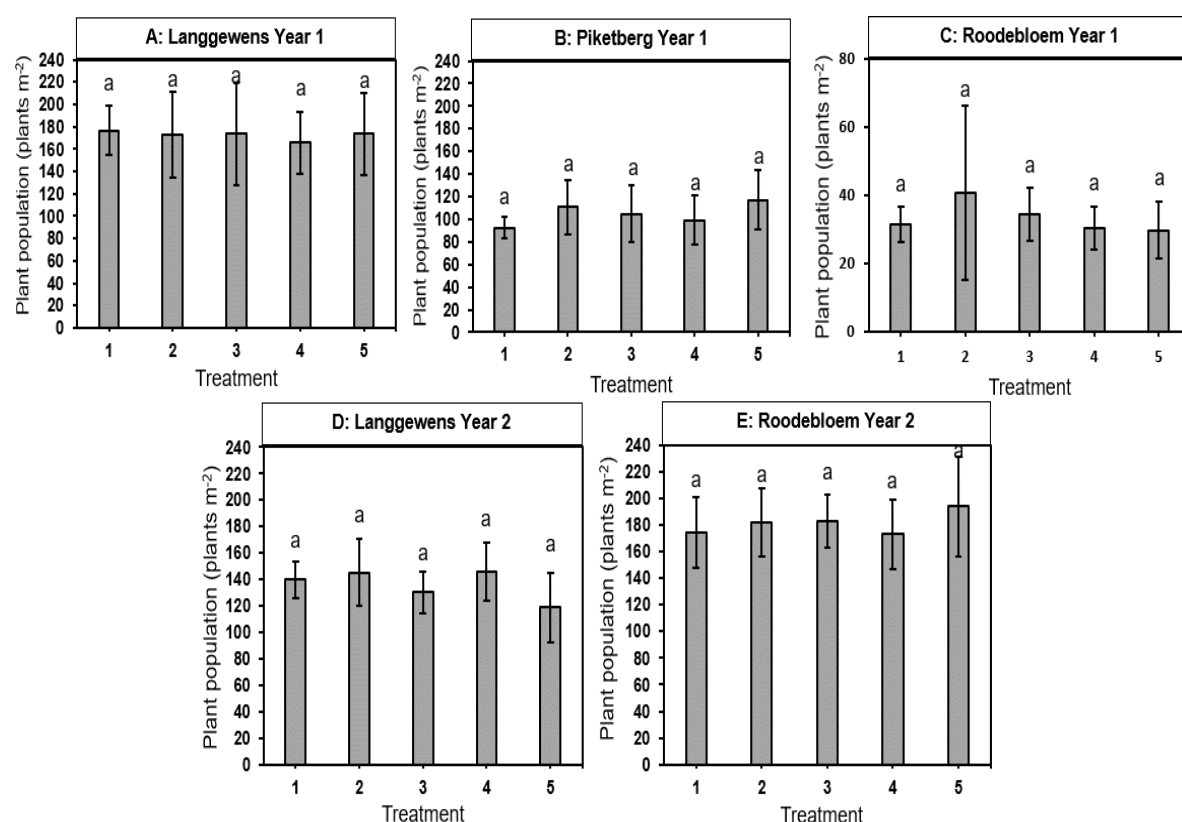 A: Langgewens Year 1
Plant population (plants m-2)
240
220
200
180
160
140
120
100
80
60
40
20
0
a a a a a
1 2 3 4 5
Treatment
B: Piketberg Year 1
Plant population (plants m-2)
240
220
200
180
160
140
120
100
80
60
40
20
0
a a a a a
1 2 3 4 5
Treatment
C: Roodebloem Year 1
Plant population (plants m-2)
80
60
40
20
0
a a a a a
1 2 3 4 5
Treatment
D: Langgewens Year 2
Plant population (plants m-2)
240
220
200
180
160
140
120
100
80
60
40
20
0
a a a a a
1 2 3 4 5
Treatment
E: Roodebloem Year 2
Plant population (plants m-2)
240
220
200
180
160
140
120
100
80
60
40
20
0
a a a a a
1 2 3 4 5
Treatment